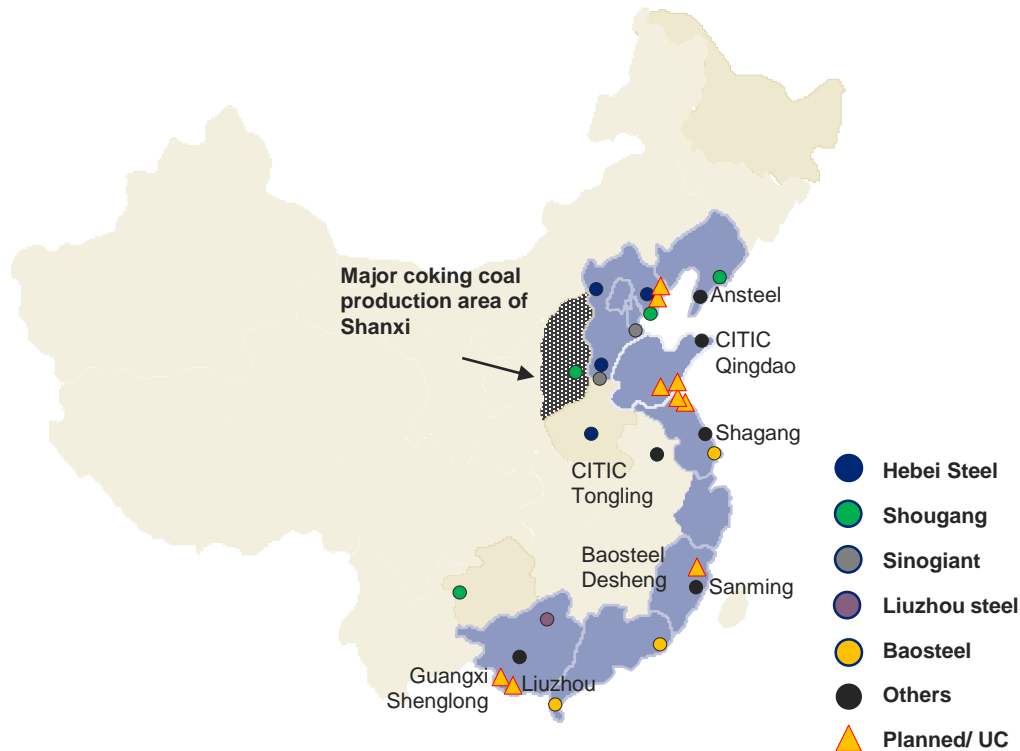 Major coking coal
production area of
Shanxi
Ansteel
CITIC
Qingdao
Shagang
CITIC
Tongling
Baosteel
Desheng
Sanming
Guangxi
Shenglong
Liuzhou
Hebei Steel
Shougang
Sinogiant
Liuzhou steel
Baosteel
Others
Planned/ UC